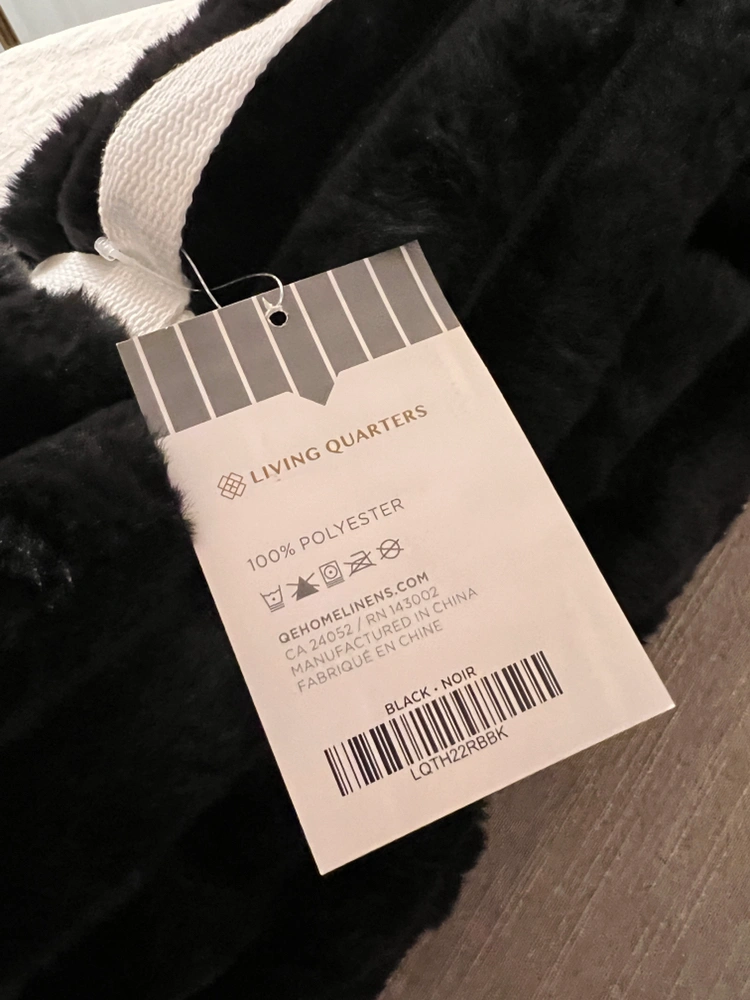 LIVING QUARTERS
100% POLYESTER
QEHOMELINENS.COM
CA 24052 / RN 143002
MANUFACTURED IN CHINA
FABRIQUÉ EN CHINE
BLACK · NOIR
LQTH22RBBK